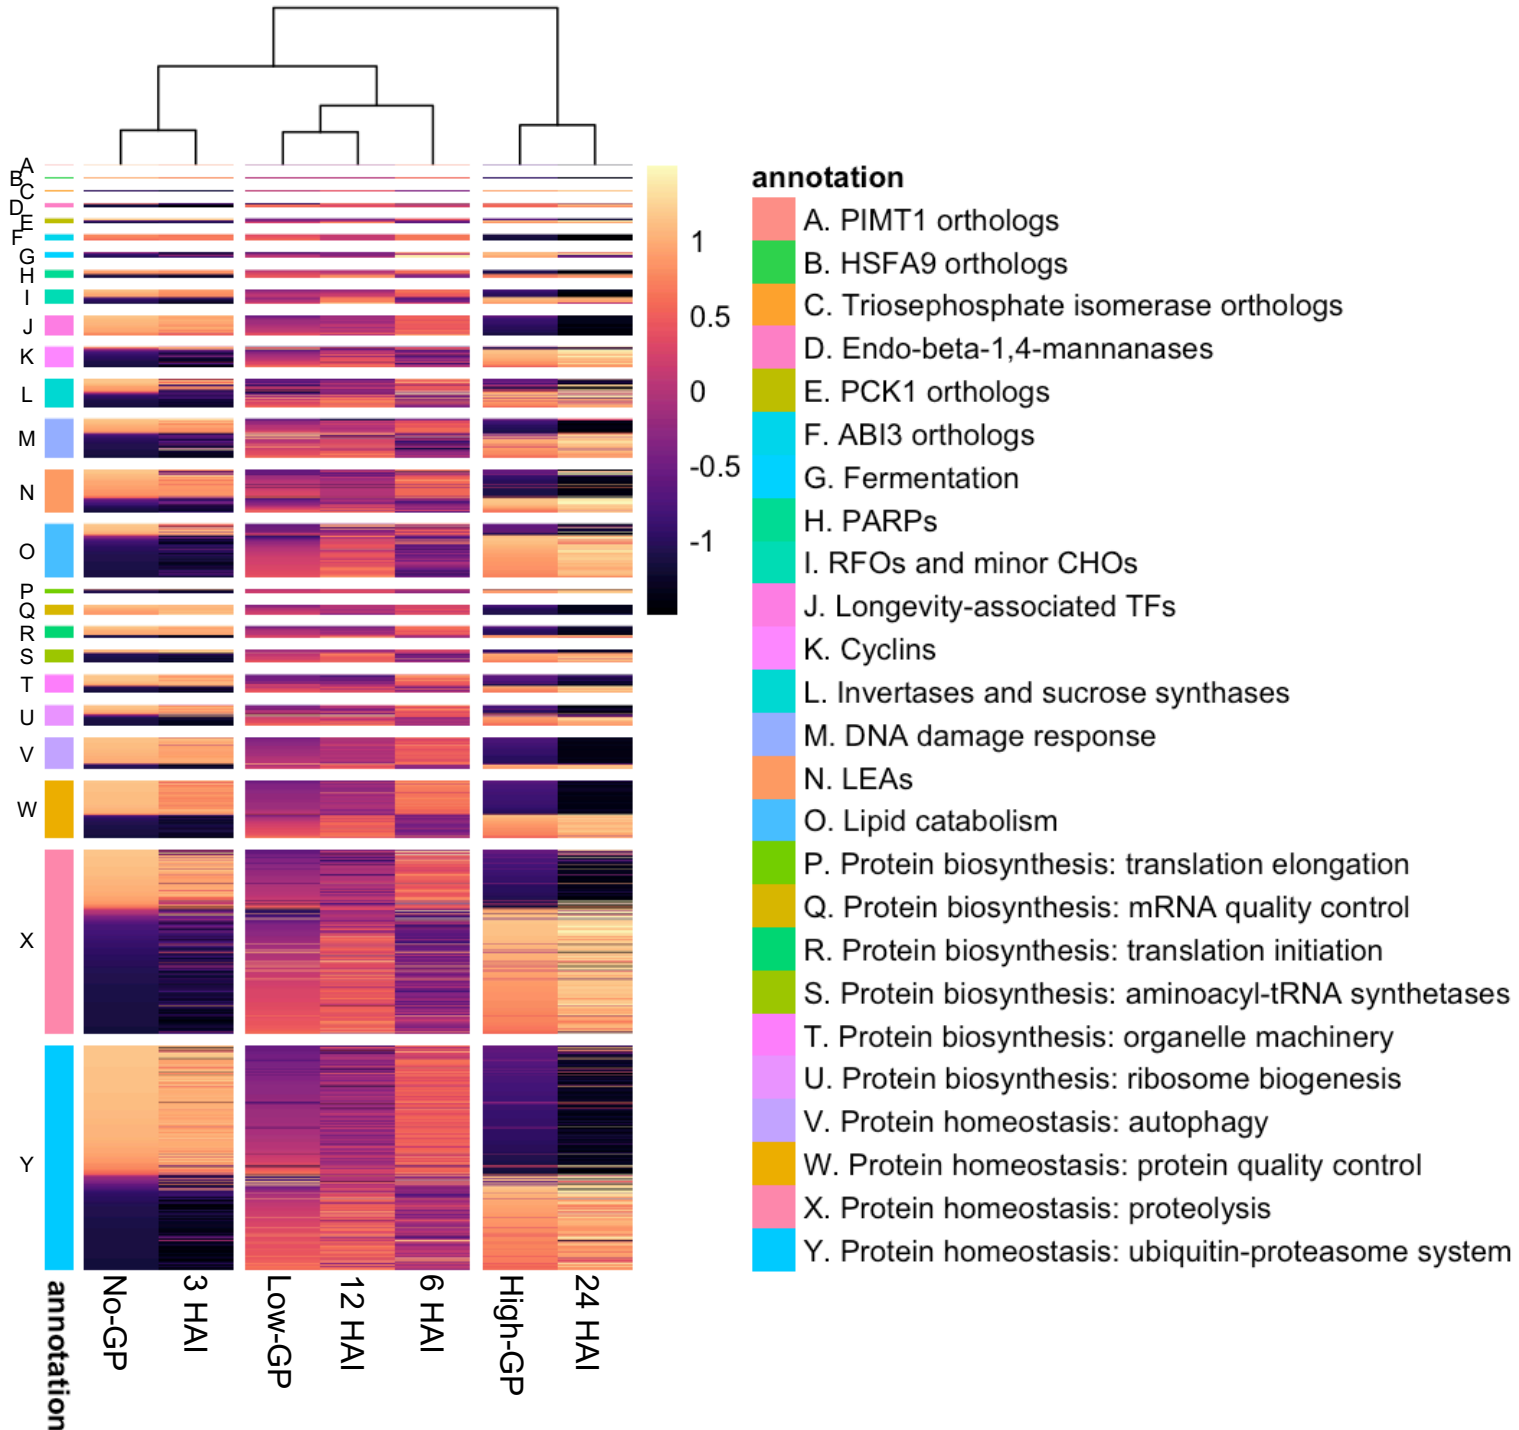 A
B
C
D
E
F
G
H
I
J
K
L
M
N
O
P
Q
R
S
T
U
V
W
X
Y
annotation
No-GP
3 HAI
Low-GP
12 HAI
6 HAI
High-GP
24 HAI
1
0.5
0
-0.5
-1
annotation
A. PIMT1 orthologs
B. HSFA9 orthologs
C. Triosephosphate isomerase orthologs
D. Endo-beta-1,4-mannanases
E. PCK1 orthologs
F. ABI3 orthologs
G. Fermentation
H. PARPs
I. RFOs and minor CHOs
J. Longevity-associated TFs
K. Cyclins
L. Invertases and sucrose synthases
M. DNA damage response
N. LEAs
O. Lipid catabolism
P. Protein biosynthesis: translation elongation
Q. Protein biosynthesis: mRNA quality control
R. Protein biosynthesis: translation initiation
S. Protein biosynthesis: aminoacyl-tRNA synthetases
T. Protein biosynthesis: organelle machinery
U. Protein biosynthesis: ribosome biogenesis
V. Protein homeostasis: autophagy
W. Protein homeostasis: protein quality control
X. Protein homeostasis: proteolysis
Y. Protein homeostasis: ubiquitin-proteasome system